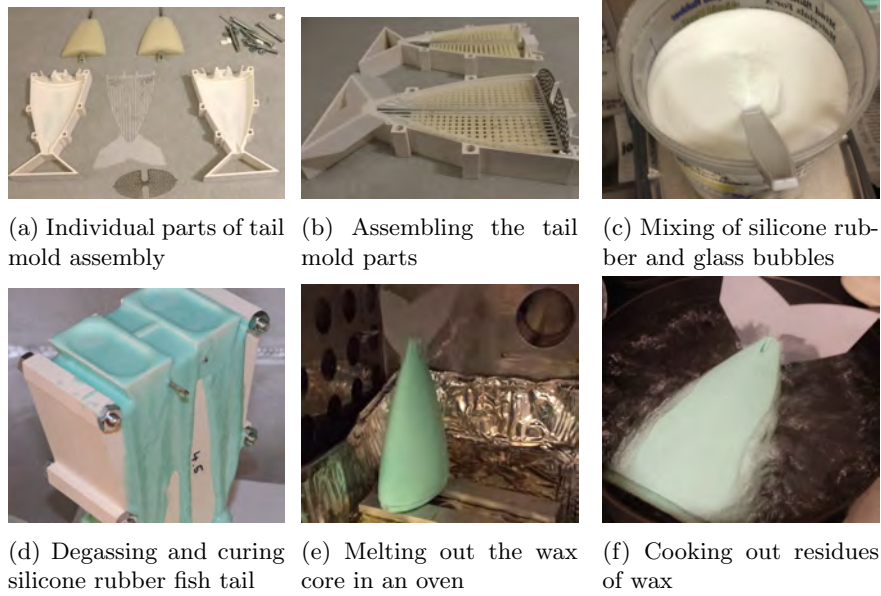 (a) Individual parts of tail
mold assembly
(b) Assembling the tail
mold parts
(c) Mixing of silicone rub-
ber and glass bubbles
4.5
(d) Degassing and curing
silicone rubber fish tail
(e) Melting out the wax
core in an oven
(f) Cooking out residues
of wax